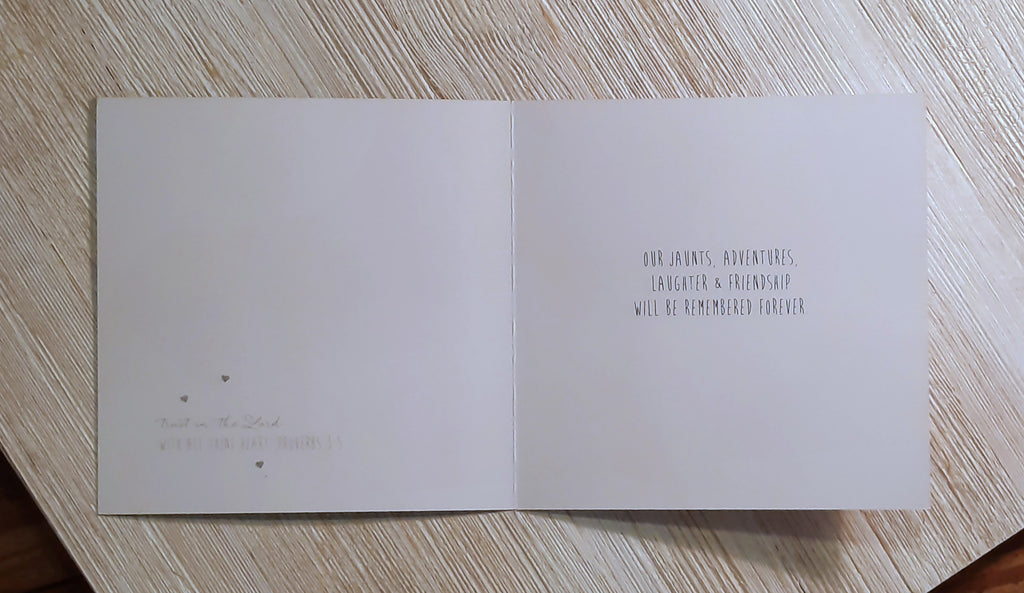 Trust in the Lord
WITH ALL THINE HEART. PROVERBS 3:5
OUR JAUNTS, ADVENTURES,
LAUGHTER & FRIENDSHIP
WILL BE REMEMBERED FOREVER